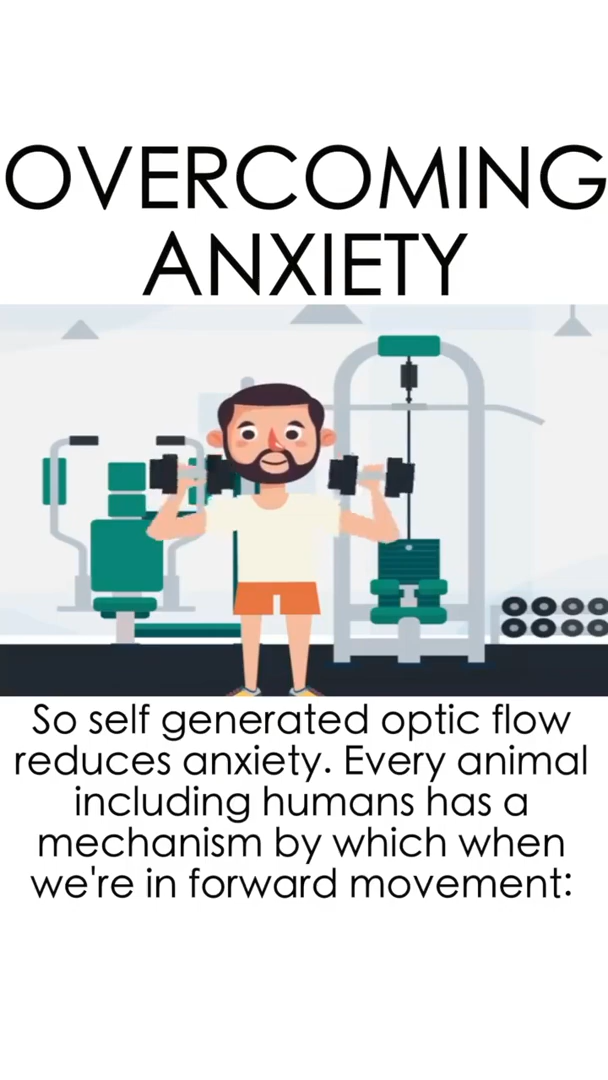 OVERCOMING
ANXIETY
So self generated optic flow
reduces anxiety. Every animal
including humans has a
mechanism by which when
we're in forward movement: